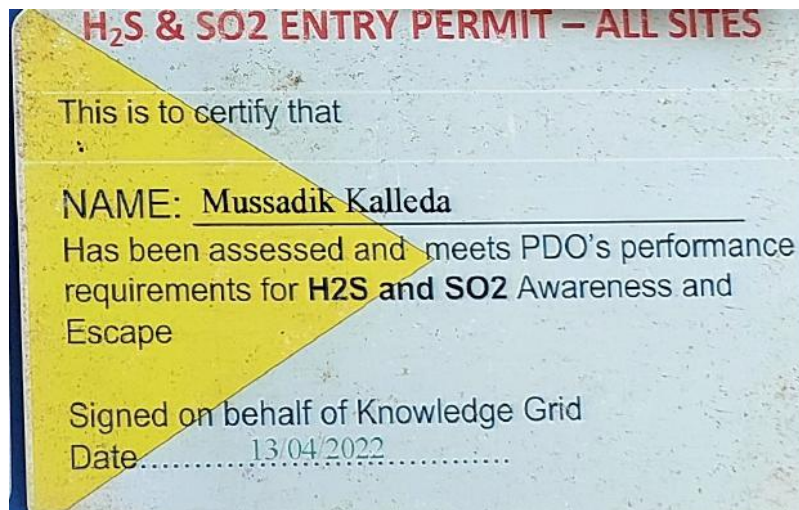 H₂S & SO2 ENTRY PERMIT – ALL SITES
This is to certify that
NAME: Mussadik Kalleda
Has been assessed and meets PDO's performance
requirements for H2S and SO2 Awareness and
Escape
Signed on behalf of Knowledge Grid
Date..........13/04/2022..........